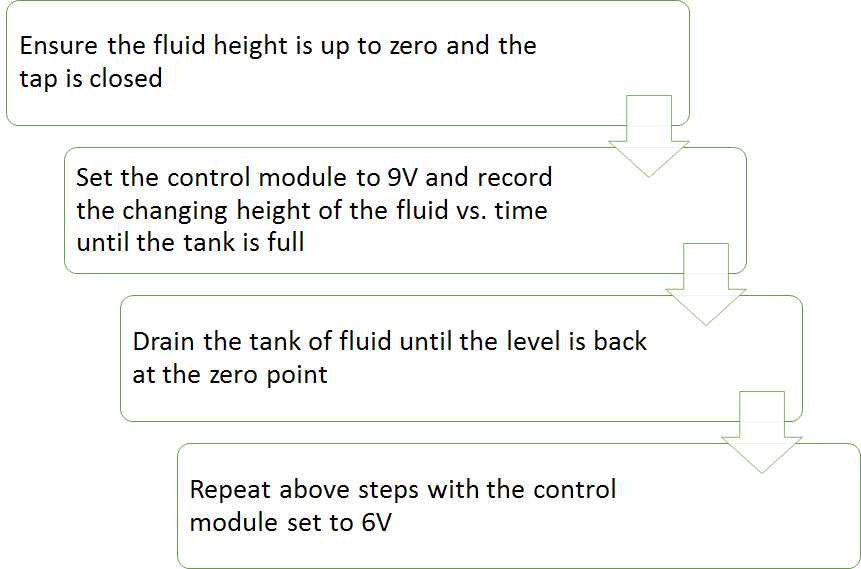 Ensure the fluid height is up to zero and the
tap is closed
Set the control module to 9V and record
the changing height of the fluid vs. time
until the tank is full
Drain the tank of fluid until the level is back
at the zero point
Repeat above steps with the control
module set to 6V